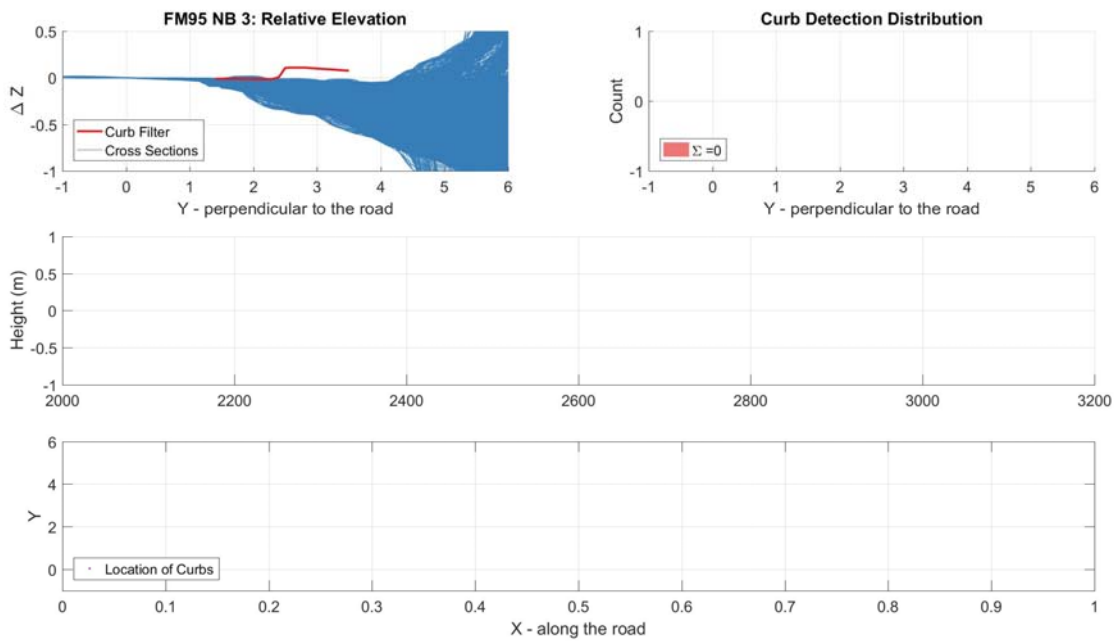 FM95 NB 3: Relative Elevation
0.5
0
-0.5
-1
Δ Z
Curb Filter
Cross Sections
-1 0 1 2 3 4 5 6
Y - perpendicular to the road
Curb Detection Distribution
1
0
-1
Count
Σ =0
-1 0 1 2 3 4 5 6
Y - perpendicular to the road
1
0.5
0
-0.5
-1
Height (m)
2000 2200 2400 2600 2800 3000 3200
6
4
2
0
Y
Location of Curbs
0 0.1 0.2 0.3 0.4 0.5 0.6 0.7 0.8 0.9 1
X - along the road